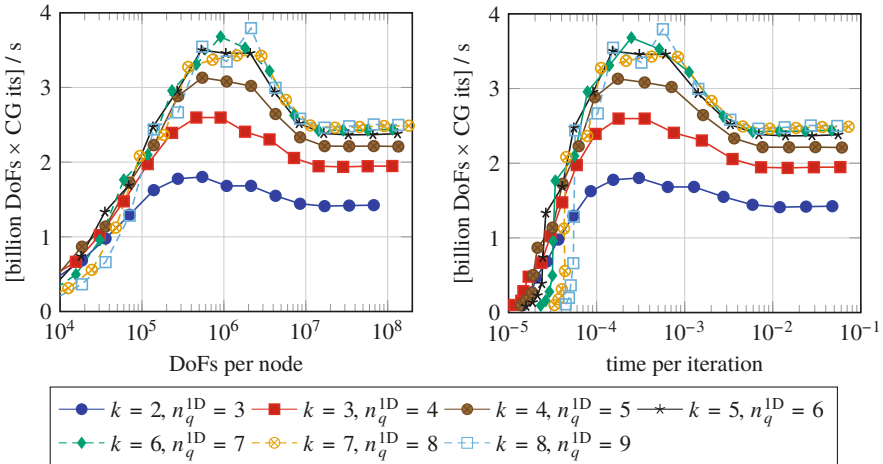 [billion DoFs × CG its] / s
4
3
2
1
0
10^4 10^5 10^6 10^7 10^8
DoFs per node
[billion DoFs × CG its] / s
4
3
2
1
0
10^−5 10^−4 10^−3 10^−2 10^−1
time per iteration
k = 2, n_q^1D = 3 k = 3, n_q^1D = 4 k = 4, n_q^1D = 5 k = 5, n_q^1D = 6
k = 6, n_q^1D = 7 k = 7, n_q^1D = 8 k = 8, n_q^1D = 9